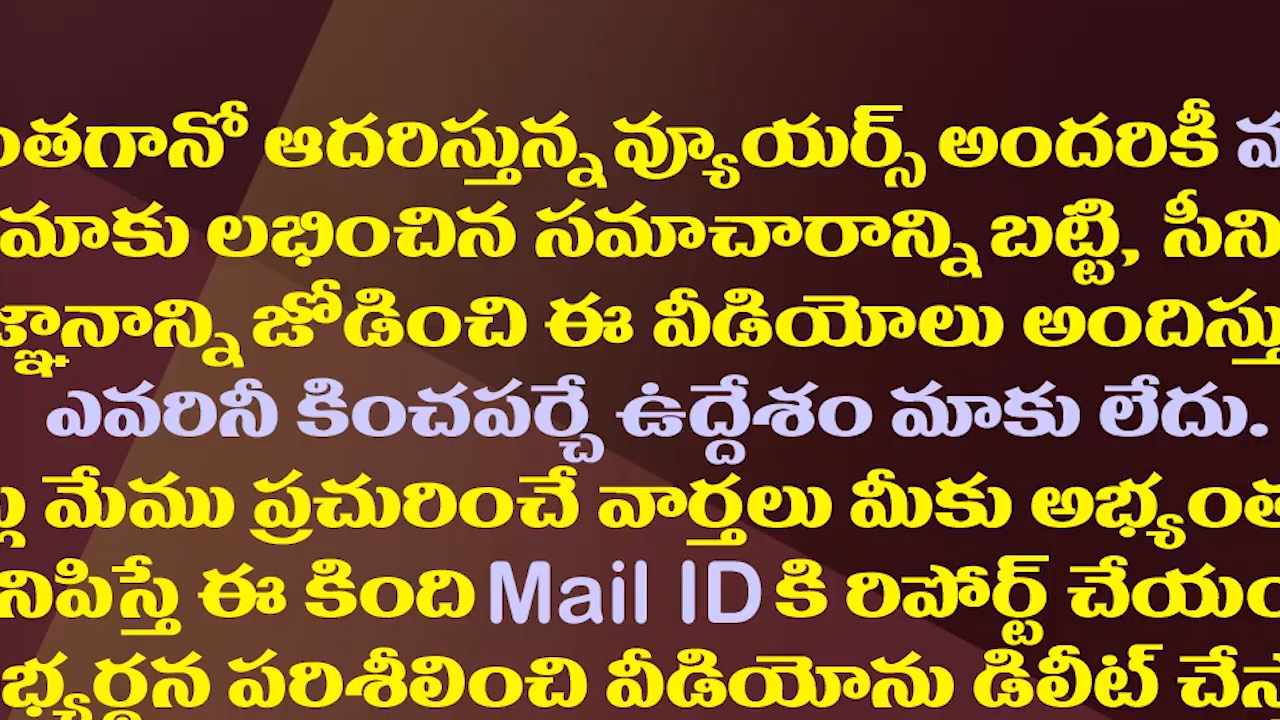 ంతగానో ఆదరిస్తున్న వ్యూయర్స్ అందరికీ
మాకు లభించిన సమాచారాన్ని బట్టి, సీని
జ్ఞానాన్ని జోడించి ఈ వీడియోలు అందిస్తు
ఎవరినీ కించపర్చే ఉద్దేశం మాకు లేదు.
మేము ప్రచురించే వార్తలు మీకు అభ్యంత
నిపిస్తే ఈ కింది Mail ID కి రిపోర్ట్ చేయం
భ్యర్థన పరిశీలించి వీడియోను డిలీట్ చేస